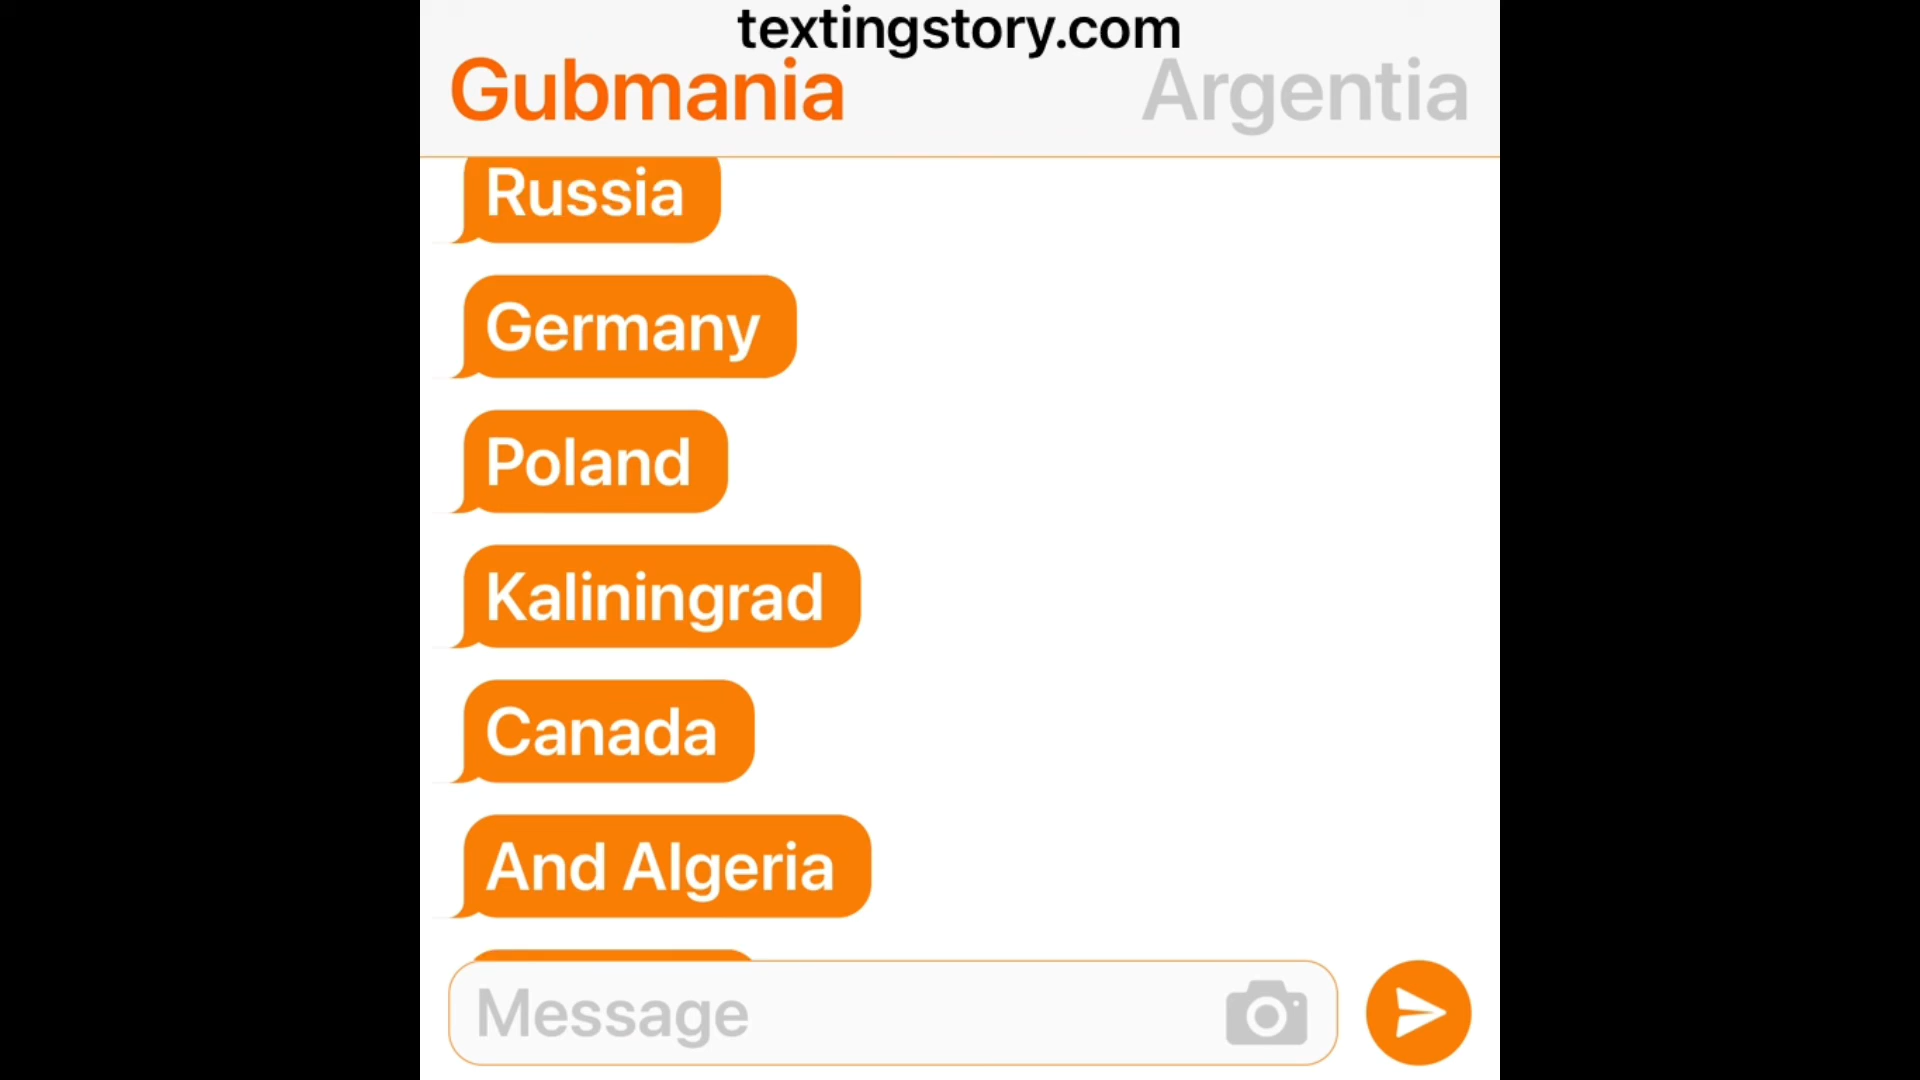 textingstory.com
Gubmania
Argentia
Russia
Germany
Poland
Kaliningrad
Canada
And Algeria
Message